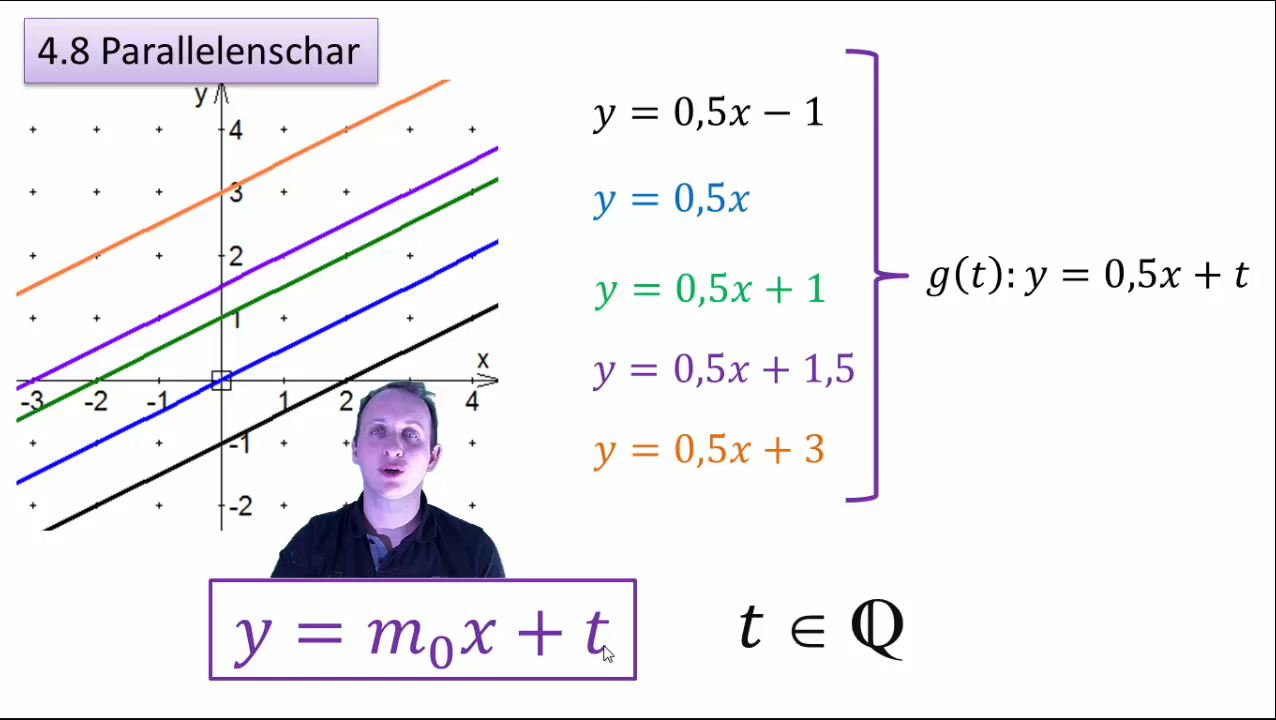 4.8 Parallelenschar
y
4
3
2
1
x
-3 -2 -1 1 2 4
-1
-2
y = 0,5x − 1
y = 0,5x
y = 0,5x + 1
y = 0,5x + 1,5
y = 0,5x + 3
g(t): y = 0,5x + t
y = m₀x + t
t ∈ ℚ